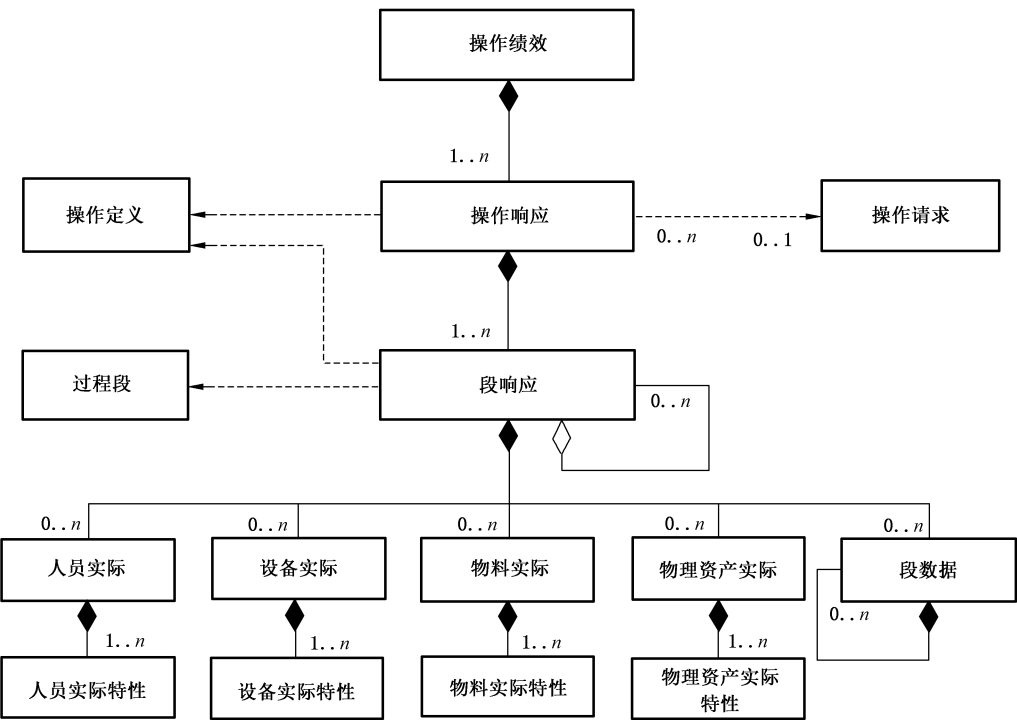 操作绩效
1..n
操作定义
操作响应
操作请求
0..n
0..1
1..n
过程段
段响应
0..n
0..n
0..n
0..n
0..n
0..n
人员实际
设备实际
物料实际
物理资产实际
段数据
1..n
1..n
1..n
1..n
0..n
人员实际特性
设备实际特性
物料实际特性
物理资产实际
特性